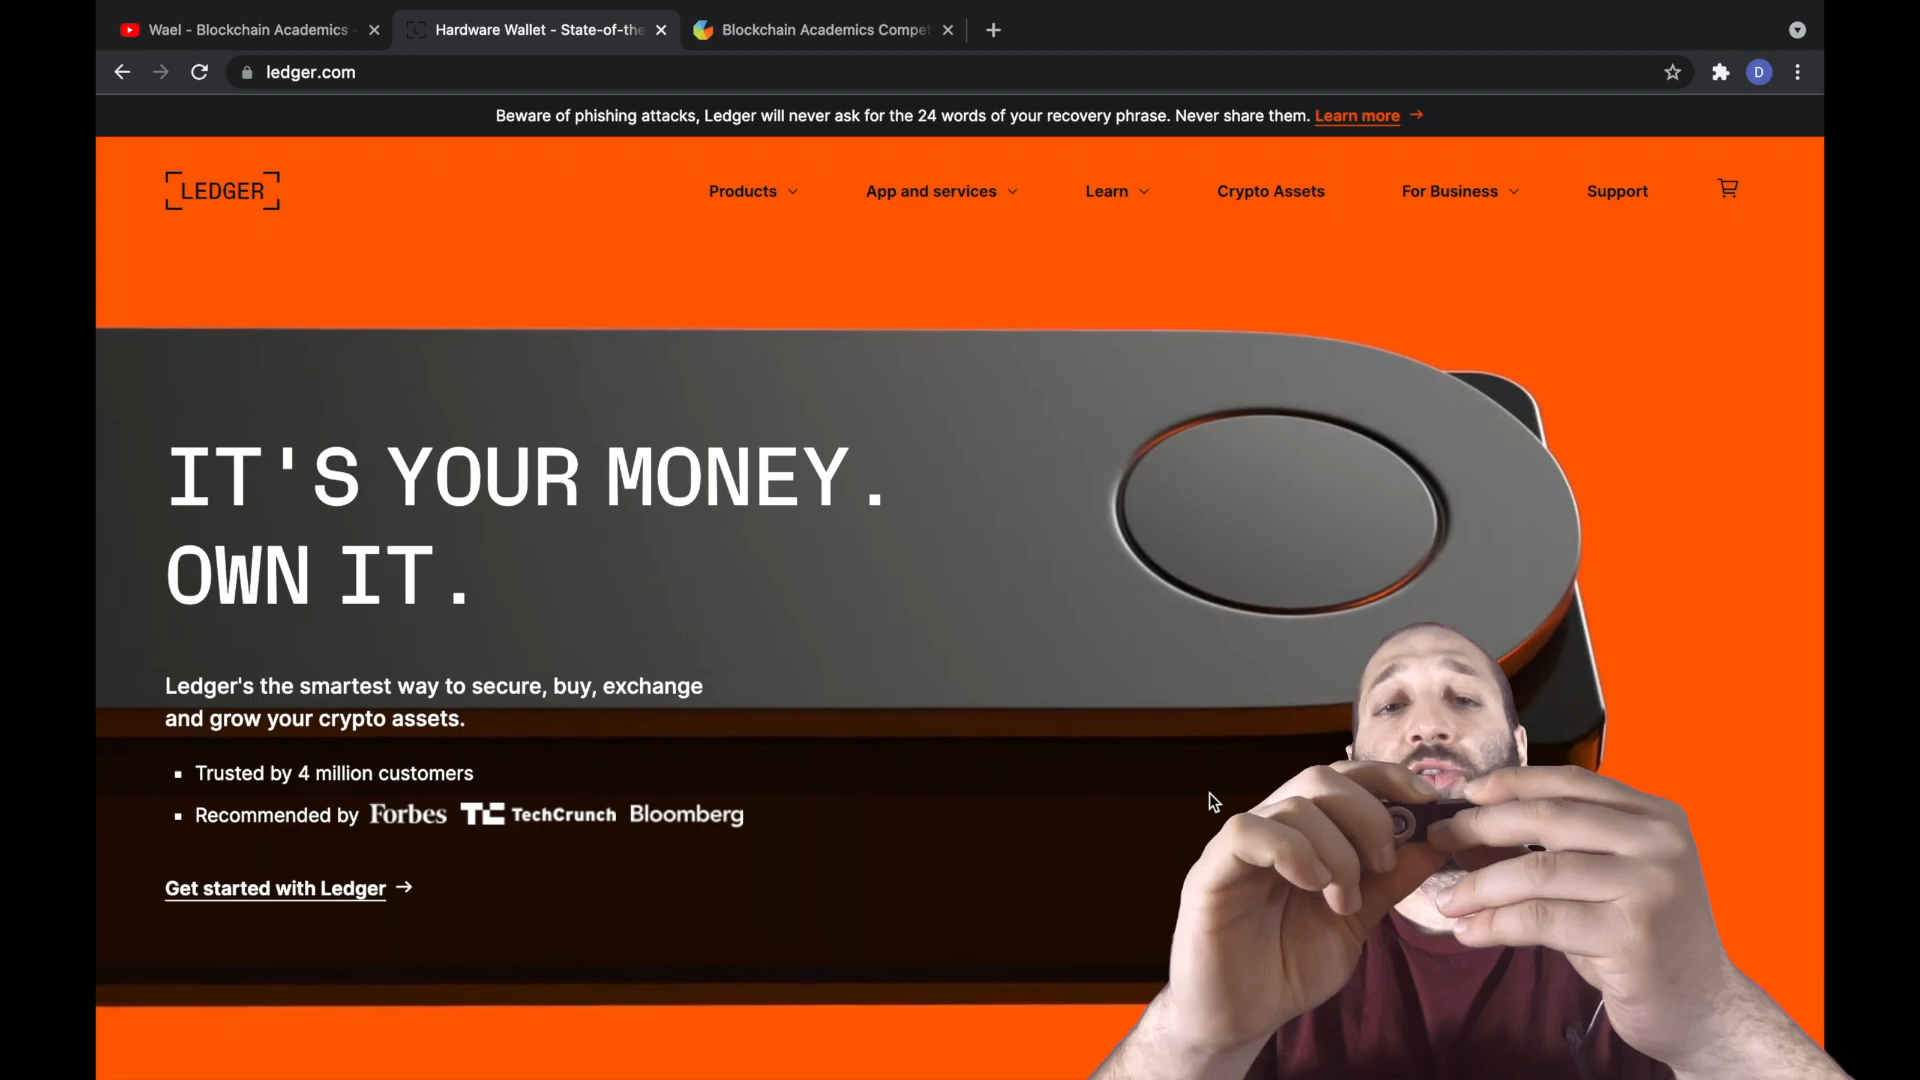 Wael - Blockchain Academics -
Hardware Wallet - State-of-the
Blockchain Academics Compet
ledger.com
D
Beware of phishing attacks, Ledger will never ask for the 24 words of your recovery phrase. Never share them. Learn more →
LEDGER
Products
App and services
Learn
Crypto Assets
For Business
Support
IT'S YOUR MONEY.
OWN IT.
Ledger's the smartest way to secure, buy, exchange
and grow your crypto assets.
▪ Trusted by 4 million customers
▪ Recommended by Forbes TC TechCrunch Bloomberg
Get started with Ledger →